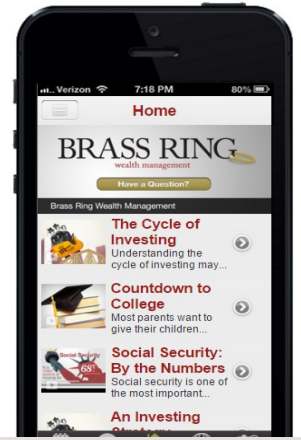 Verizon 7:18 PM 80%
Home
BRASS RING
wealth management
Have a Question?
Brass Ring Wealth Management
The Cycle of
Investing
Understanding the
cycle of investing may...
Countdown to
College
Most parents want to
give their children...
Social Security
68
Social Security:
By the Numbers
Social security is one of
the most important...
An Investing
Strategy